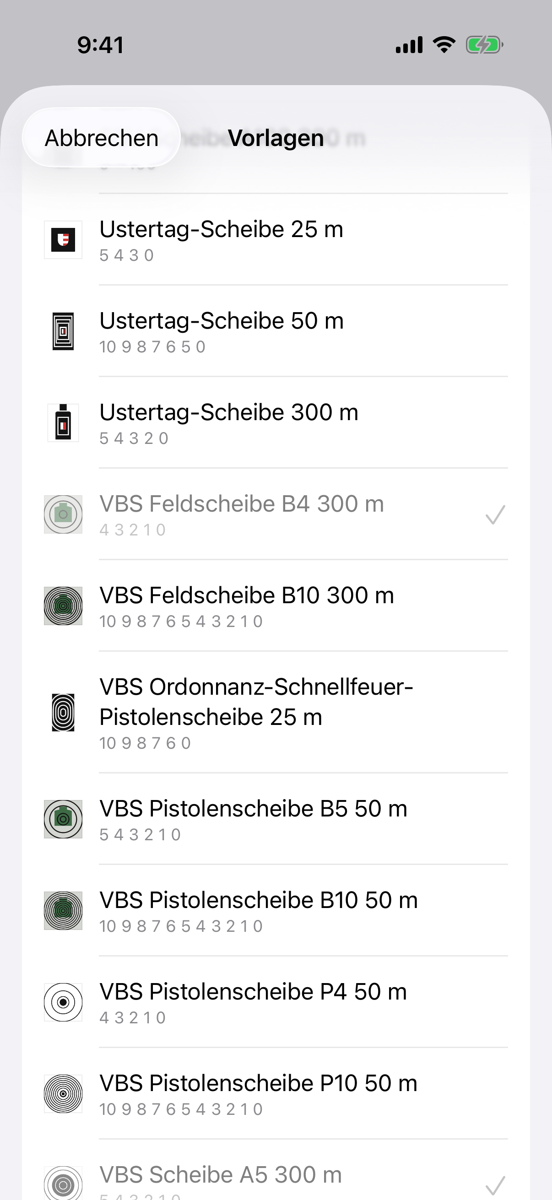 9:41
Abbrechen
Vorlagen
Ustertag-Scheibe 25 m
5 4 3 0
Ustertag-Scheibe 50 m
10 9 8 7 6 5 0
Ustertag-Scheibe 300 m
5 4 3 2 0
VBS Feldscheibe B4 300 m
4 3 2 1 0
VBS Feldscheibe B10 300 m
10 9 8 7 6 5 4 3 2 1 0
VBS Ordonnanz-Schnellfeuer-
Pistolenscheibe 25 m
10 9 8 7 6 0
VBS Pistolenscheibe B5 50 m
5 4 3 2 1 0
VBS Pistolenscheibe B10 50 m
10 9 8 7 6 5 4 3 2 1 0
VBS Pistolenscheibe P4 50 m
4 3 2 1 0
VBS Pistolenscheibe P10 50 m
10 9 8 7 6 5 4 3 2 1 0
VBS Scheibe A5 300 m
5 4 3 2 1 0